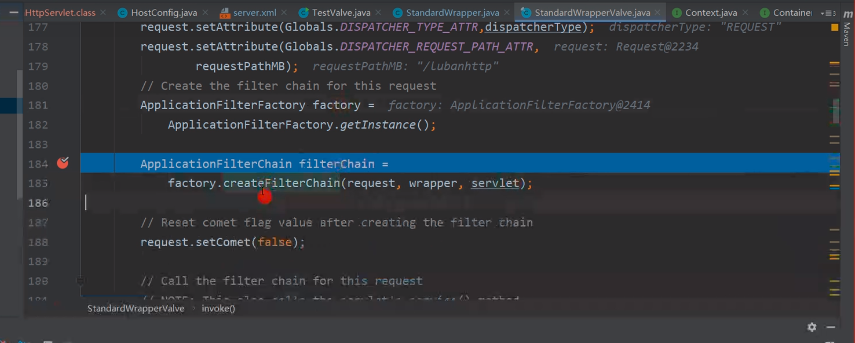 HttpServlet.class HostConfig.java server.xml TestValve.java StandardWrapper.java StandardWrapperValve.java Context.java Container
177 request.setAttribute(Globals.DISPATCHER_TYPE_ATTR,dispatcherType); dispatcherType: "REQUEST"
178 request.setAttribute(Globals.DISPATCHER_REQUEST_PATH_ATTR, request: Request@2234
179 requestPathMB); requestPathMB: "/Lubanhttp"
180 // Create the filter chain for this request
181 ApplicationFilterFactory factory = factory: ApplicationFilterFactory@2414
182 ApplicationFilterFactory.getInstance();
183
184 ApplicationFilterChain filterChain =
185 factory.createFilterChain(request, wrapper, servlet);
186
187 // Reset comet flag value after creating the filter chain
188 request.setComet(false);
189
190 // Call the filter chain for this request
191 // NOTE: This also calls the servlet's service() method
StandardWrapperValve invoke()
Maven